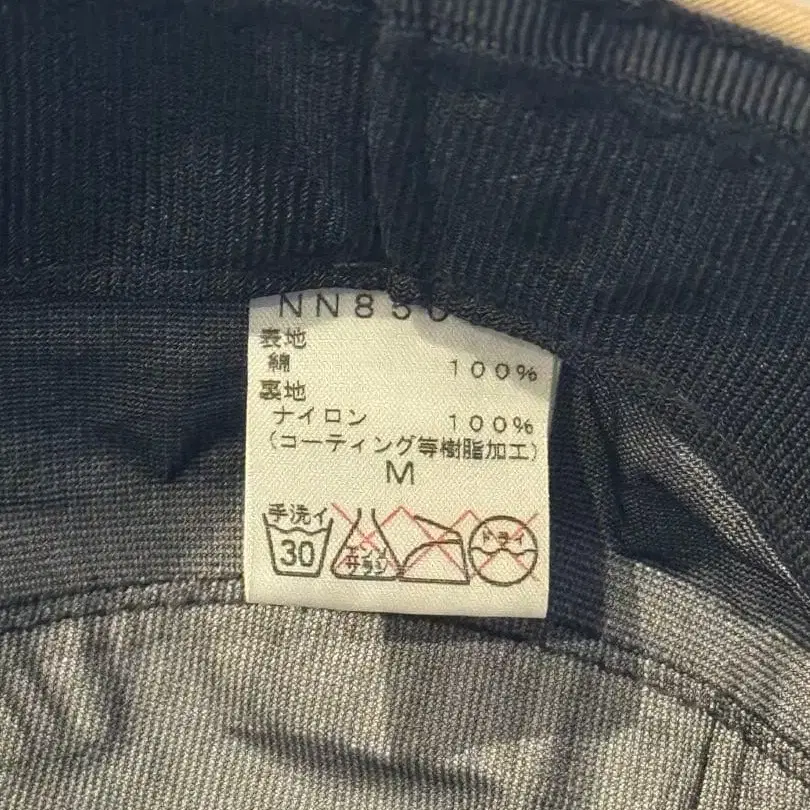 NN850
表地
綿 100%
裏地
ナイロン 100%
(コーティング等樹脂加工)
M
手洗イ
30
エンソ
サラシ
ドライ